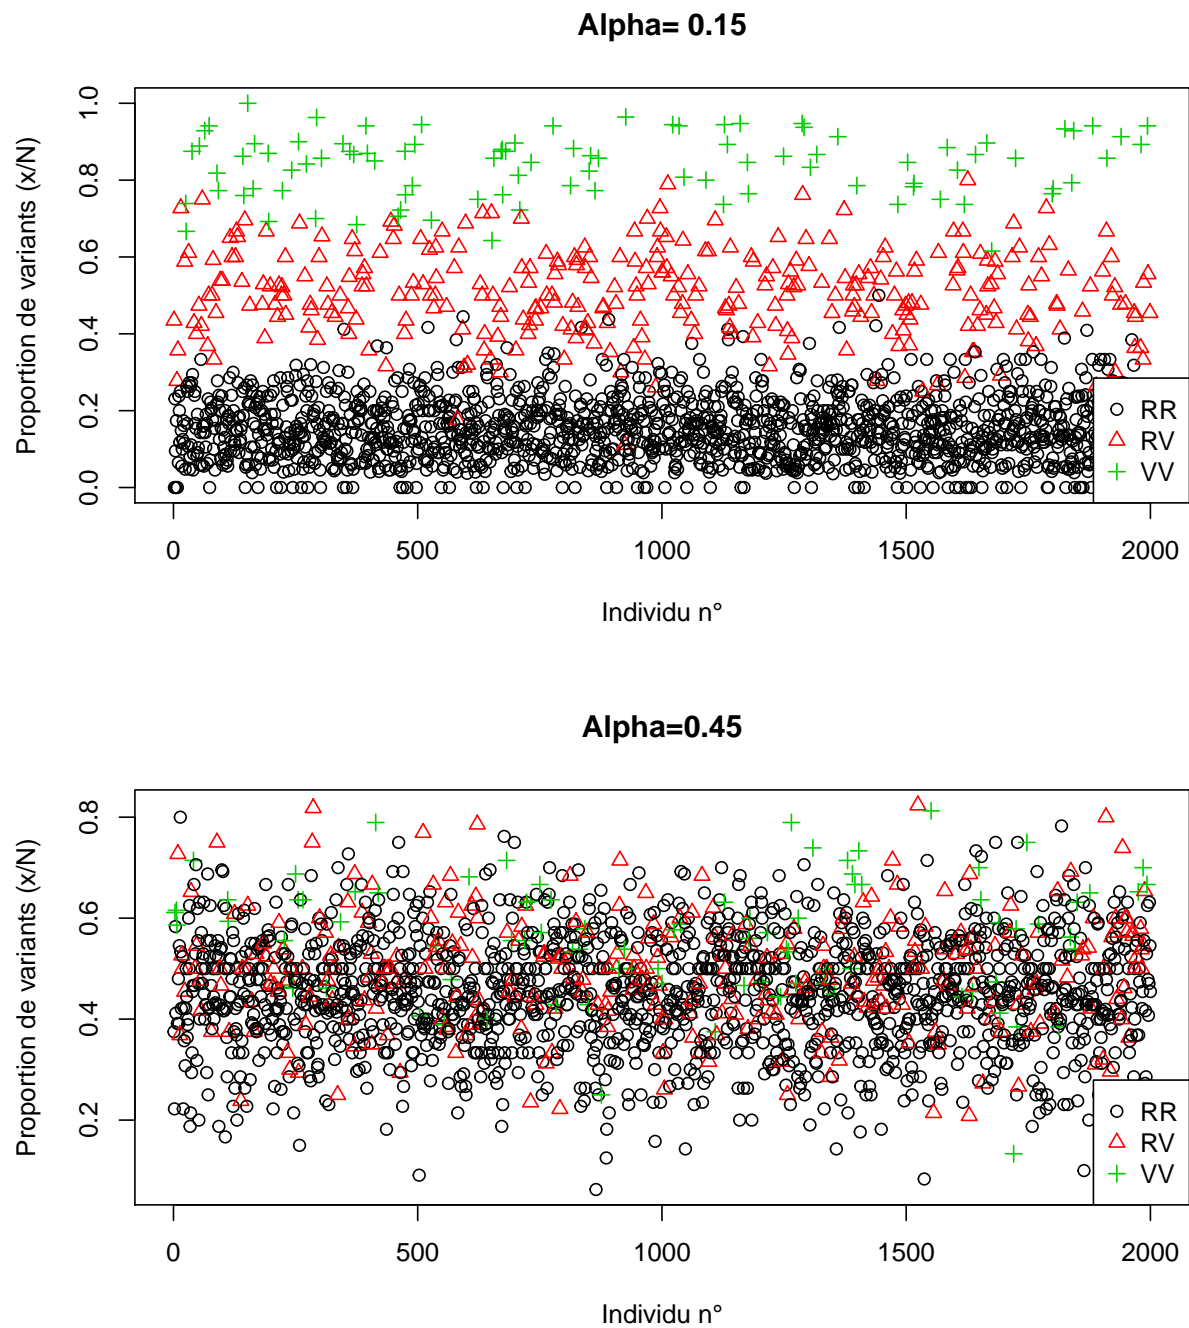 Alpha= 0.15
Proportion de variants (x/N)
1.0
0.8
0.6
0.4
0.2
0.0
RR
RV
VV
0 500 1000 1500 2000
Individu n°
Alpha=0.45
Proportion de variants (x/N)
0.8
0.6
0.4
0.2
RR
RV
VV
0 500 1000 1500 2000
Individu n°